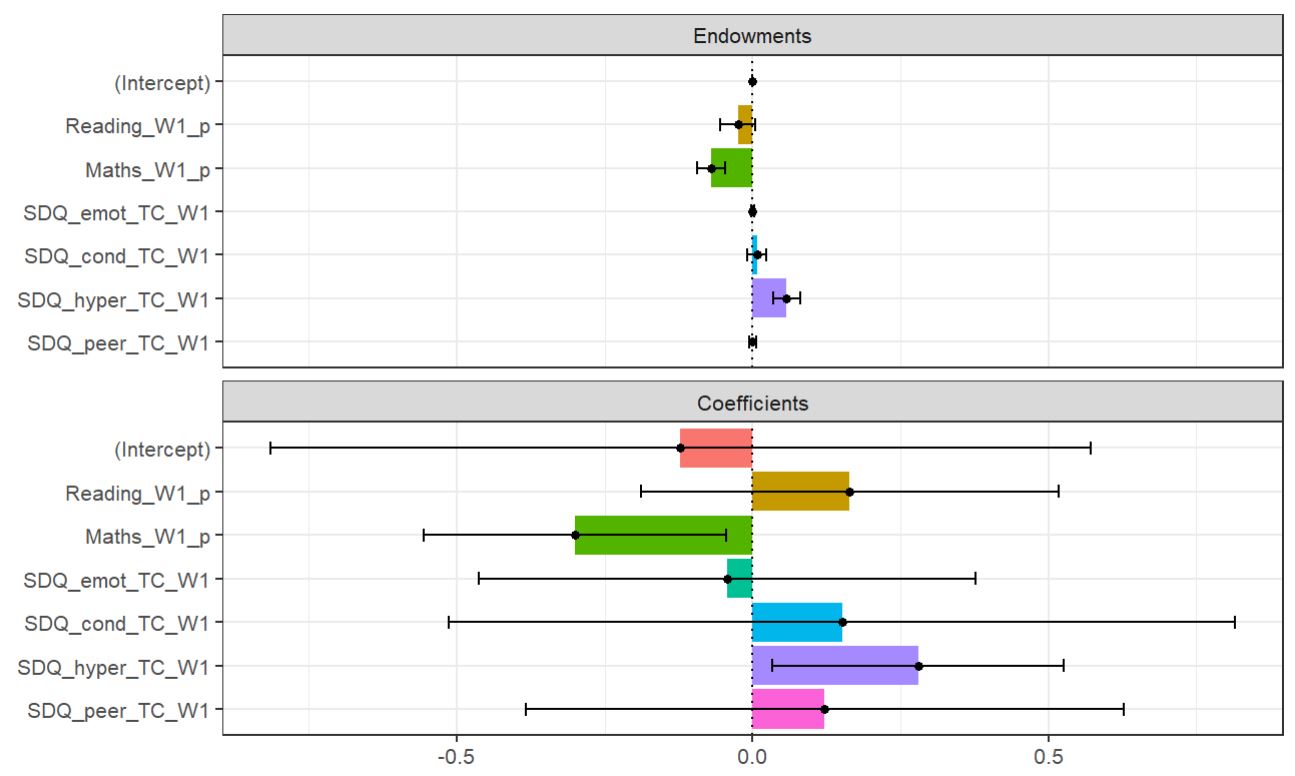 Endowments
(Intercept)
Reading_W1_p
Maths_W1_p
SDQ_emot_TC_W1
SDQ_cond_TC_W1
SDQ_hyper_TC_W1
SDQ_peer_TC_W1
Coefficients
(Intercept)
Reading_W1_p
Maths_W1_p
SDQ_emot_TC_W1
SDQ_cond_TC_W1
SDQ_hyper_TC_W1
SDQ_peer_TC_W1
-0.5 0.0 0.5